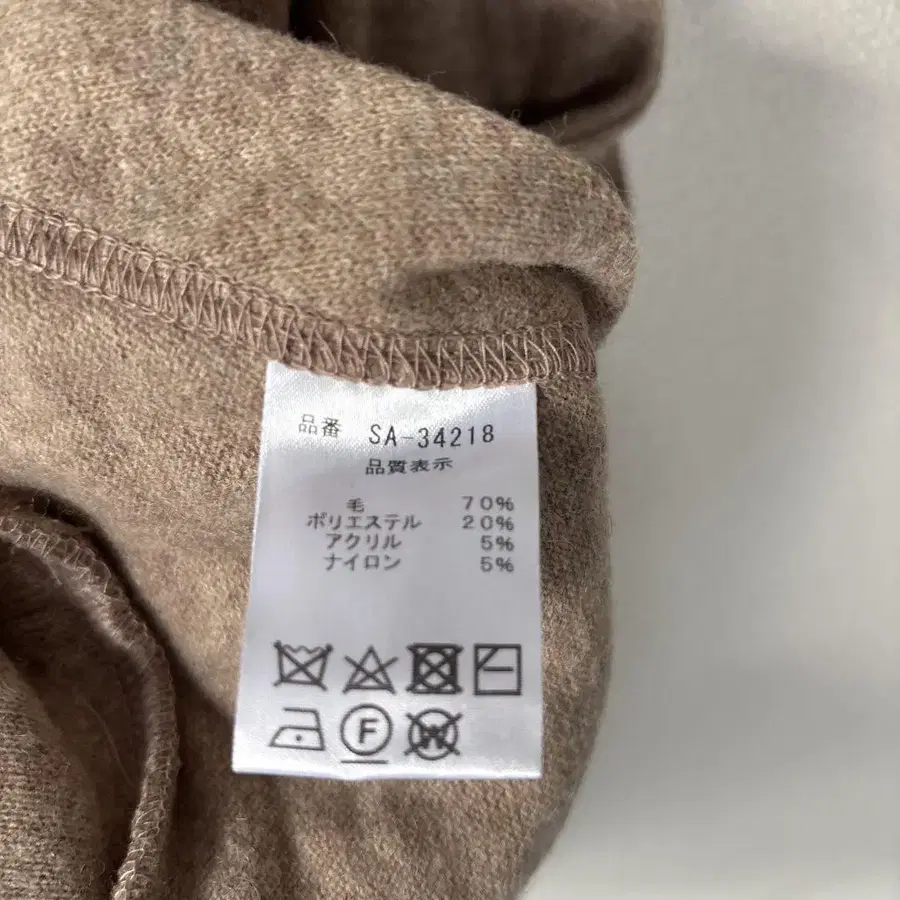 品番 SA-34218
品質表示
毛 70%
ポリエステル 20%
アクリル 5%
ナイロン 5%
F
W